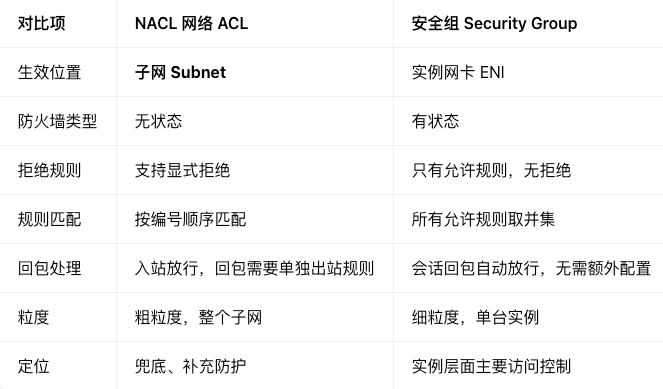 对比项 NACL 网络 ACL 安全组 Security Group
生效位置 子网 Subnet 实例网卡 ENI
防火墙类型 无状态 有状态
拒绝规则 支持显式拒绝 只有允许规则，无拒绝
规则匹配 按编号顺序匹配 所有允许规则取并集
回包处理 入站放行，回包需要单独出站规则 会话回包自动放行，无需额外配置
粒度 粗粒度，整个子网 细粒度，单台实例
定位 兜底、补充防护 实例层面主要访问控制